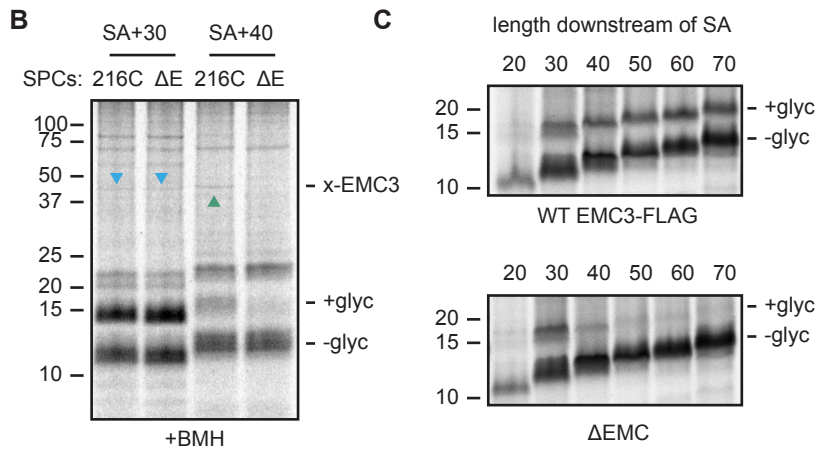 B
SA+30 SA+40
SPCs: 216C ΔE 216C ΔE
100
75
50
37
25
20
15
10
x-EMC3
+glyc
-glyc
+BMH
C
length downstream of SA
20 30 40 50 60 70
20
15
10
+glyc
-glyc
WT EMC3-FLAG
20 30 40 50 60 70
20
15
10
+glyc
-glyc
ΔEMC